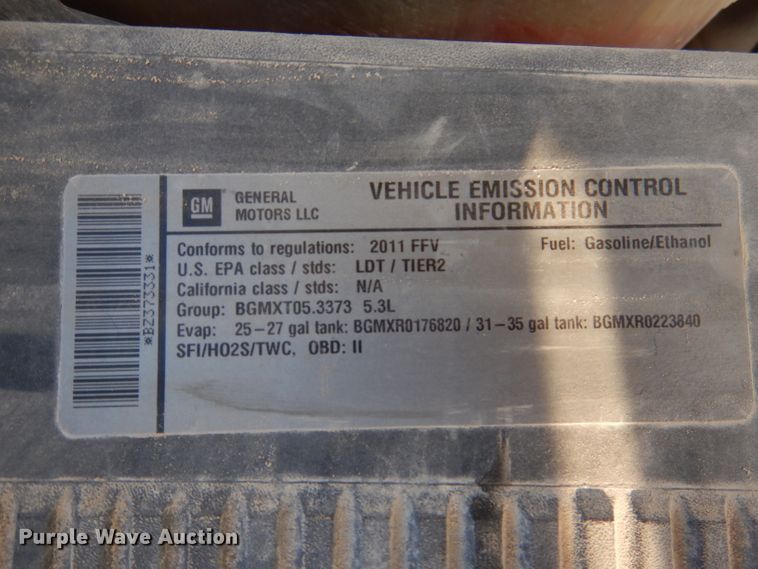 GM
GENERAL
MOTORS LLC
VEHICLE EMISSION CONTROL
INFORMATION
Conforms to regulations: 2011 FFV Fuel: Gasoline/Ethanol
U.S. EPA class / stds: LDT / TIER2
California class / stds: N/A
Group: BGMXT05.3373 5.3L
Evap: 25-27 gal tank: BGMXR0176820 / 31-35 gal tank: BGMXR0223840
SFI/HO2S/TWC, OBD: II
*BZ373331*
Purple Wave Auction